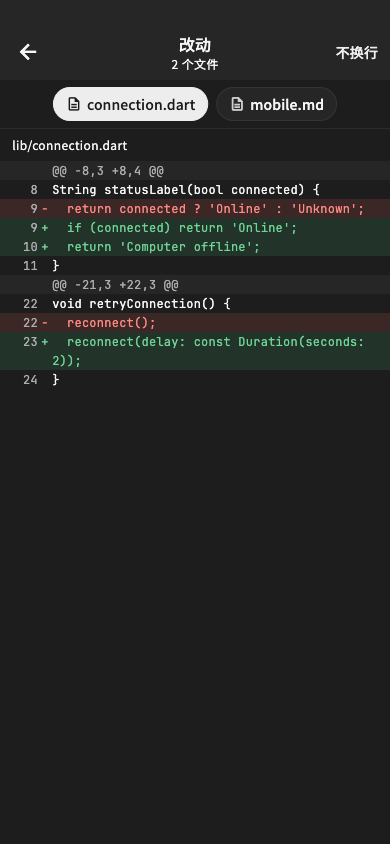 改动
2 个文件
不换行
connection.dart
mobile.md
lib/connection.dart
@@ -8,3 +8,4 @@
8 String statusLabel(bool connected) {
9 - return connected ? 'Online' : 'Unknown';
9 + if (connected) return 'Online';
10 + return 'Computer offline';
11 }
@@ -21,3 +22,3 @@
22 void retryConnection() {
22 - reconnect();
23 + reconnect(delay: const Duration(seconds:
2));
24 }